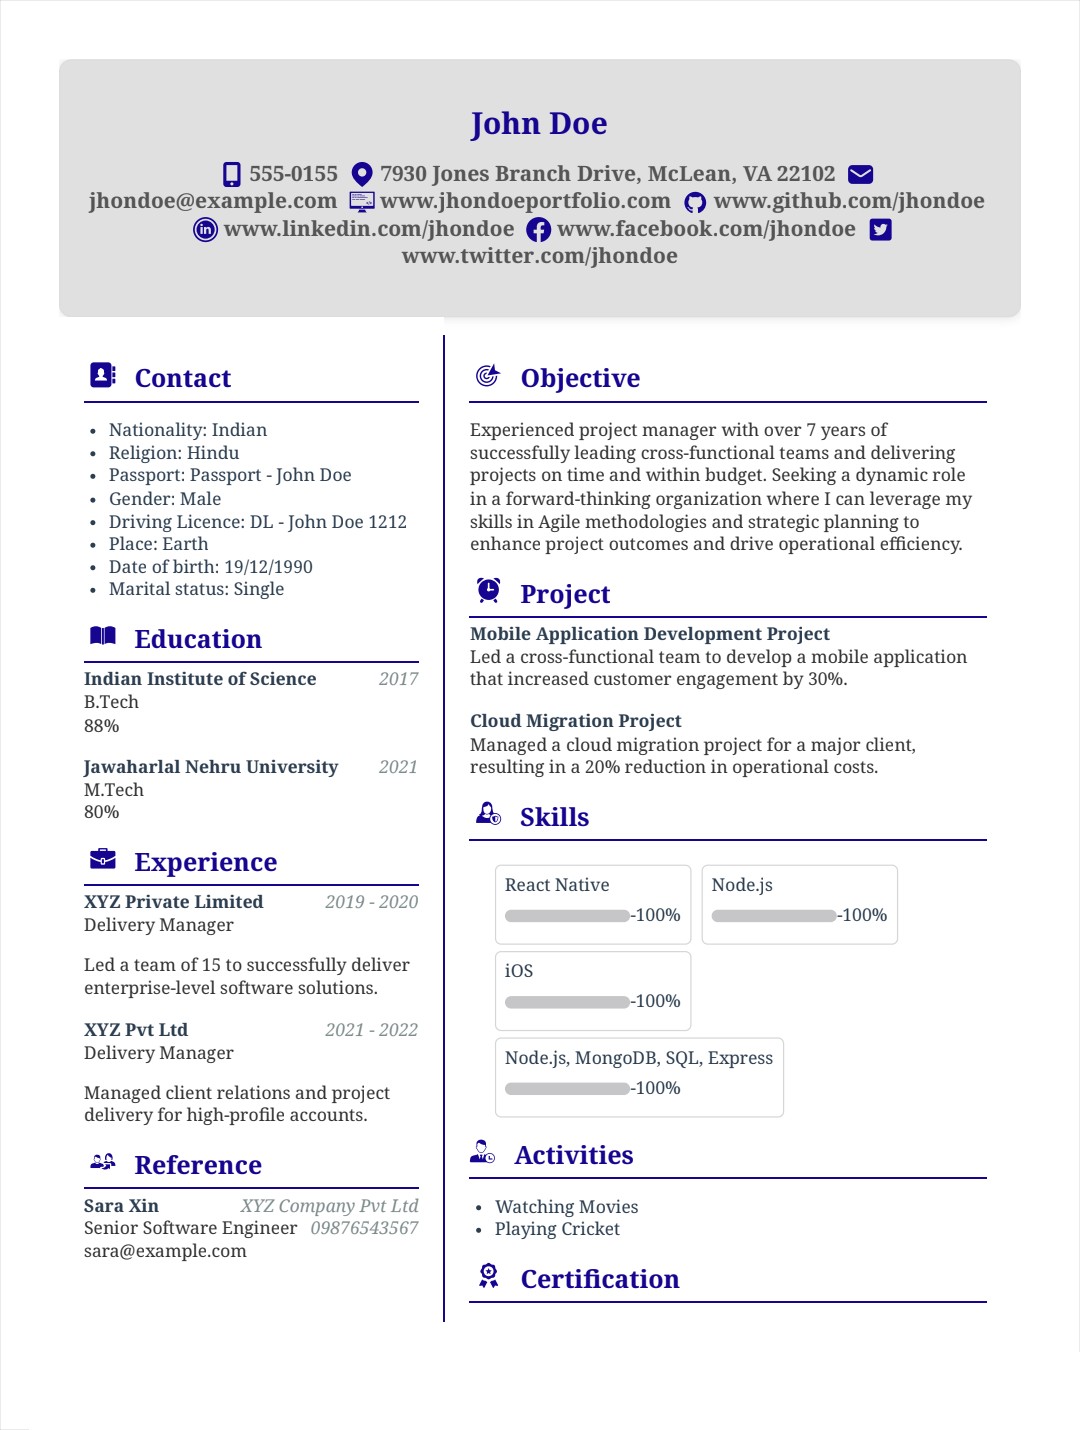 John Doe
555-0155 7930 Jones Branch Drive, McLean, VA 22102
jhondoe@example.com www.jhondoeportfolio.com www.github.com/jhondoe
www.linkedin.com/jhondoe www.facebook.com/jhondoe
www.twitter.com/jhondoe
Contact
• Nationality: Indian
• Religion: Hindu
• Passport: Passport - John Doe
• Gender: Male
• Driving Licence: DL - John Doe 1212
• Place: Earth
• Date of birth: 19/12/1990
• Marital status: Single
Education
Indian Institute of Science 2017
B.Tech
88%
Jawaharlal Nehru University 2021
M.Tech
80%
Experience
XYZ Private Limited 2019 - 2020
Delivery Manager
Led a team of 15 to successfully deliver
enterprise-level software solutions.
XYZ Pvt Ltd 2021 - 2022
Delivery Manager
Managed client relations and project
delivery for high-profile accounts.
Reference
Sara Xin XYZ Company Pvt Ltd
Senior Software Engineer 09876543567
sara@example.com
Objective
Experienced project manager with over 7 years of
successfully leading cross-functional teams and delivering
projects on time and within budget. Seeking a dynamic role
in a forward-thinking organization where I can leverage my
skills in Agile methodologies and strategic planning to
enhance project outcomes and drive operational efficiency.
Project
Mobile Application Development Project
Led a cross-functional team to develop a mobile application
that increased customer engagement by 30%.
Cloud Migration Project
Managed a cloud migration project for a major client,
resulting in a 20% reduction in operational costs.
Skills
React Native
-100%
Node.js
-100%
iOS
-100%
Node.js, MongoDB, SQL, Express
-100%
Activities
• Watching Movies
• Playing Cricket
Certification